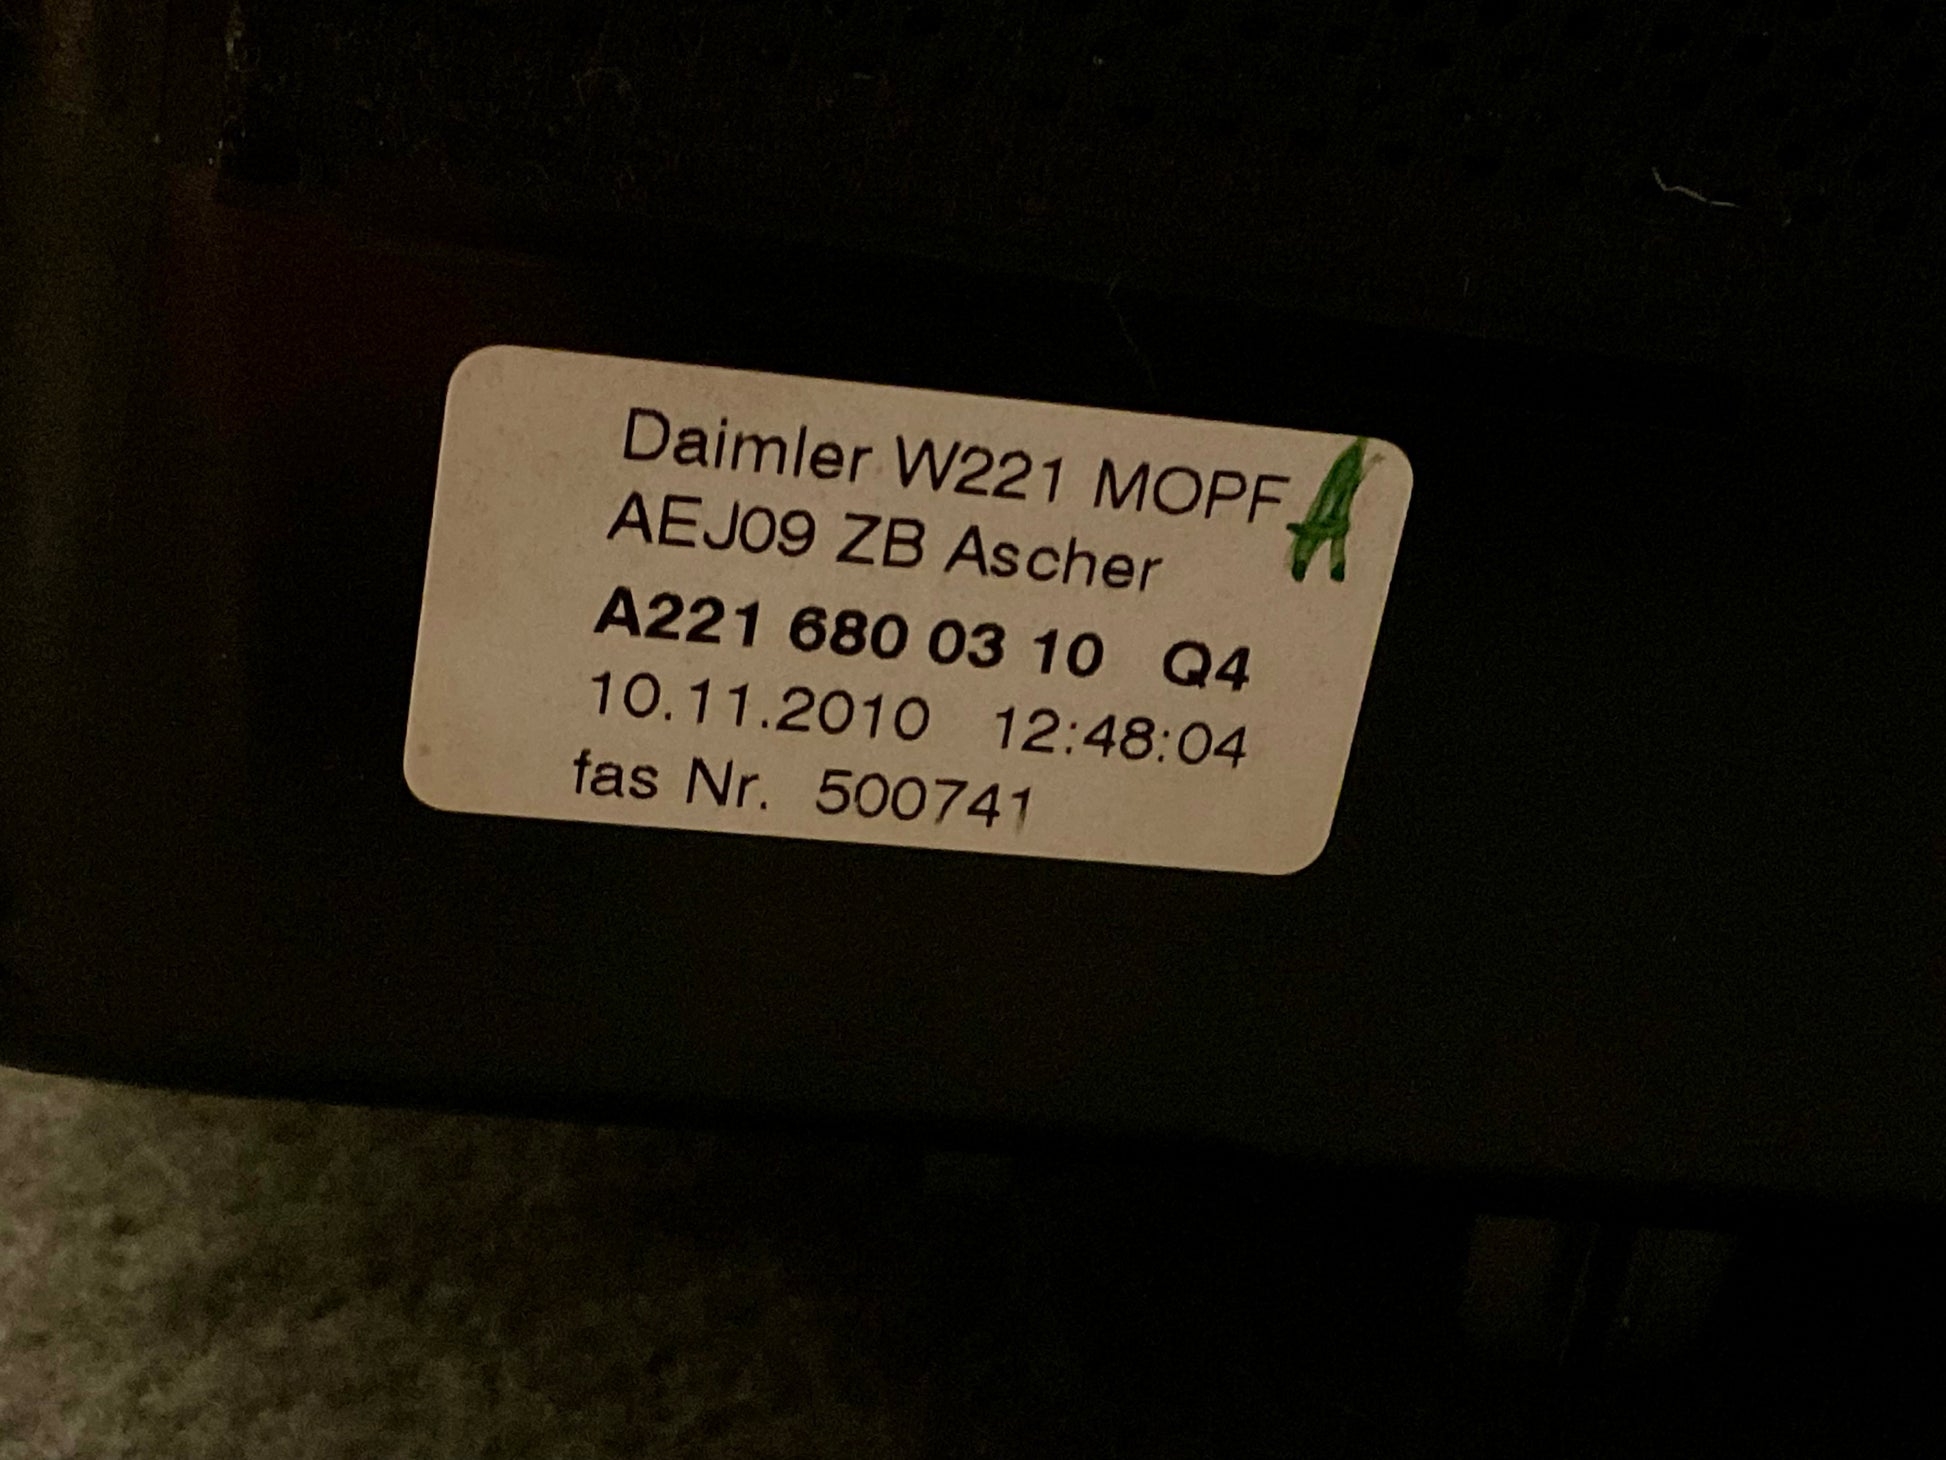 Daimler W221 MOPF A
AEJ09 ZB Ascher
A221 680 03 10 Q4
10.11.2010 12:48:04
fas Nr. 500741